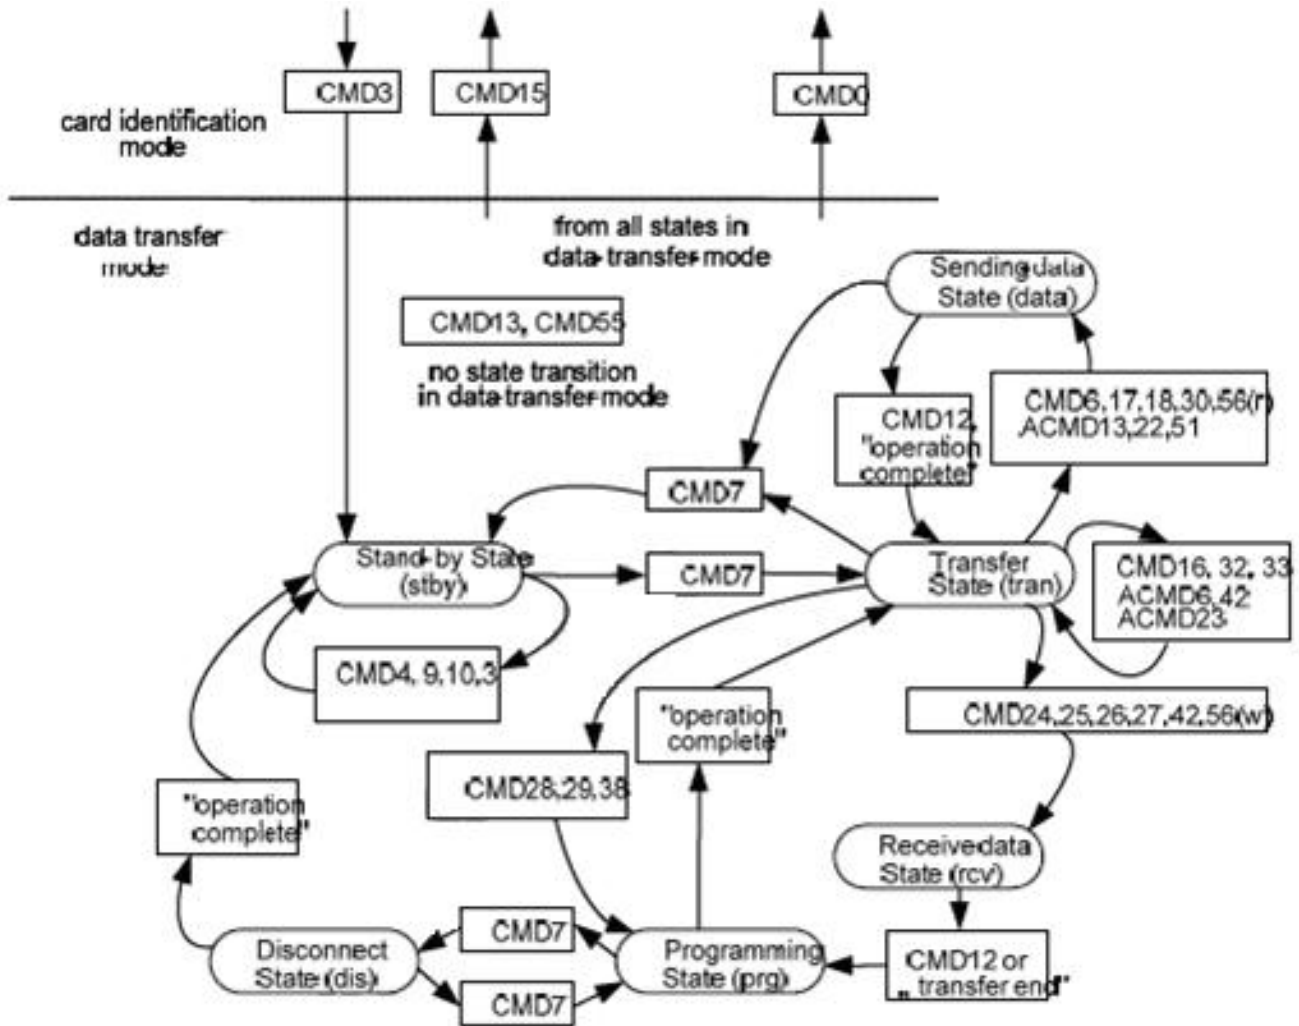 CMD3
CMD15
CMD0
card identification
mode
data transfer
mode
from all states in
data-transfer-mode
Sending-data
State (data)
CMD13, CMD55
no state transition
in data-transfer-mode
CMD6,17,18,30,56(r)
ACMD13,22,51
CMD12,
"operation
complete"
CMD7
Stand-by State
(stby)
CMD7
Transfer
State (tran)
CMD16, 32, 33
ACMD6,42
ACMD23
CMD4, 9,10,3
"operation
complete"
CMD24,25,26,27,42,56(w)
CMD28,29,38
"operation
complete"
Receive-data
State (rcv)
CMD7
Disconnect
State (dis)
Programming
State (prg)
CMD12 or
„ transfer end"
CMD7